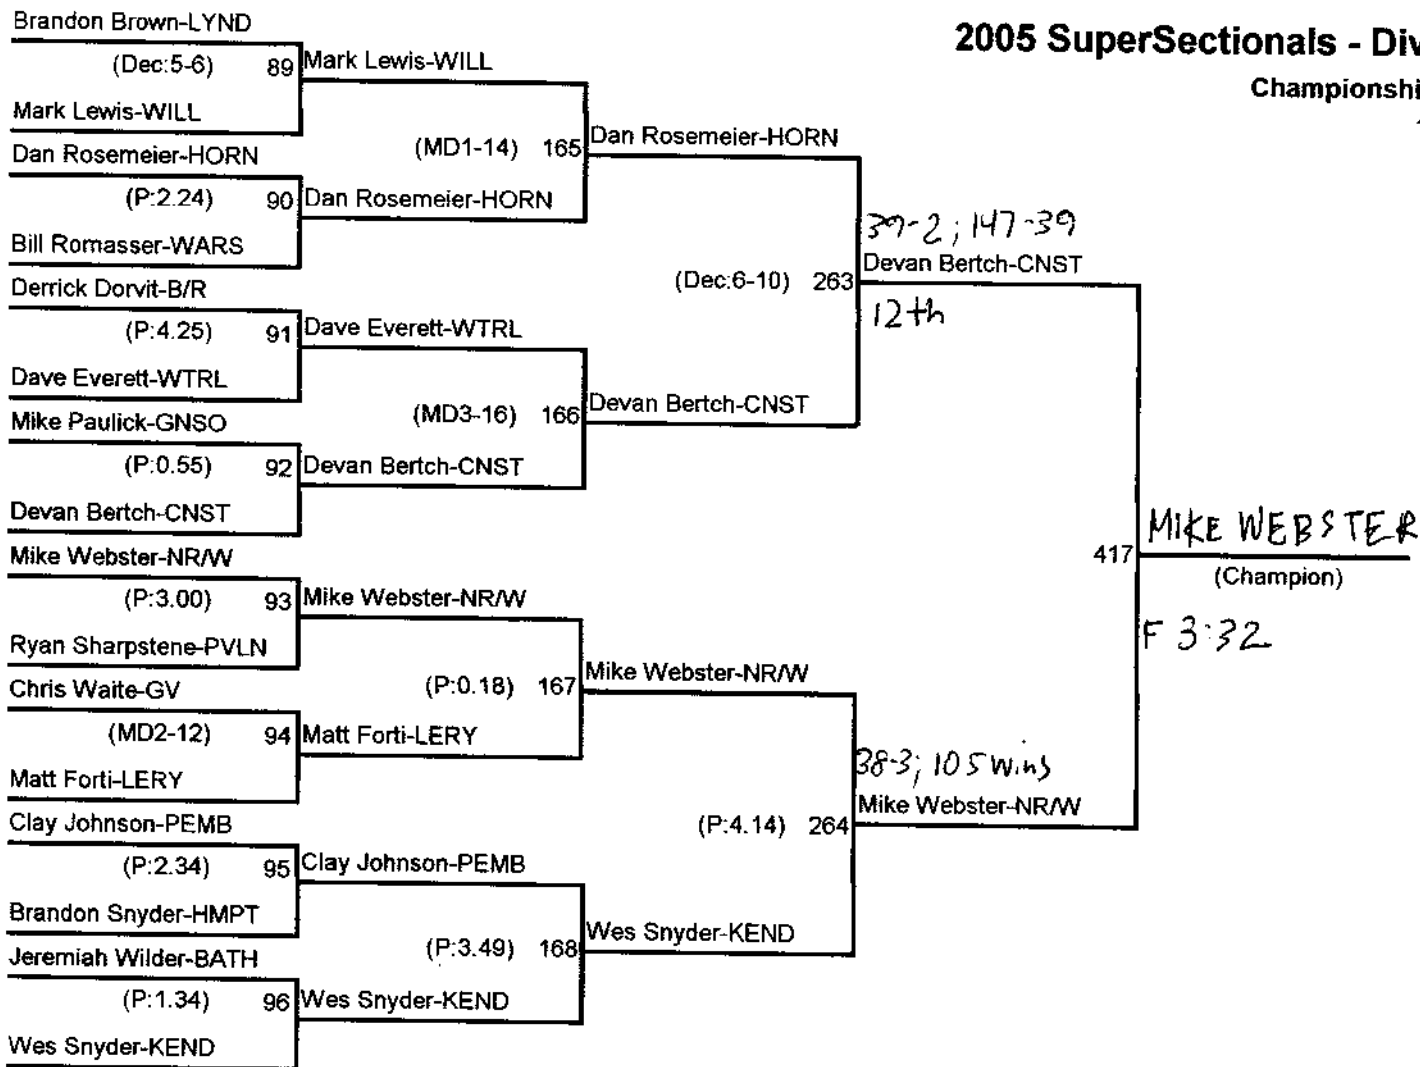 2005 SuperSectionals - Div
Championshi
Brandon Brown-LYND
(Dec:5-6) 89
Mark Lewis-WILL
Mark Lewis-WILL
(MD1-14) 165
Dan Rosemeier-HORN
Dan Rosemeier-HORN
(P:2.24) 90
Dan Rosemeier-HORN
Bill Romasser-WARS
39-2; 147-39
(Dec:6-10) 263
Devan Bertch-CNST
12th
Derrick Dorvit-B/R
(P:4.25) 91
Dave Everett-WTRL
Dave Everett-WTRL
(MD3-16) 166
Devan Bertch-CNST
Mike Paulick-GNSO
(P:0.55) 92
Devan Bertch-CNST
Devan Bertch-CNST
417
MIKE WEBSTER
(Champion)
F 3:32
Mike Webster-NR/W
(P:3.00) 93
Mike Webster-NR/W
Ryan Sharpstene-PVLN
(P:0.18) 167
Mike Webster-NR/W
Chris Waite-GV
(MD2-12) 94
Matt Forti-LERY
Matt Forti-LERY
38-3; 105 wins
(P:4.14) 264
Mike Webster-NR/W
Clay Johnson-PEMB
(P:2.34) 95
Clay Johnson-PEMB
Brandon Snyder-HMPT
(P:3.49) 168
Wes Snyder-KEND
Jeremiah Wilder-BATH
(P:1.34) 96
Wes Snyder-KEND
Wes Snyder-KEND